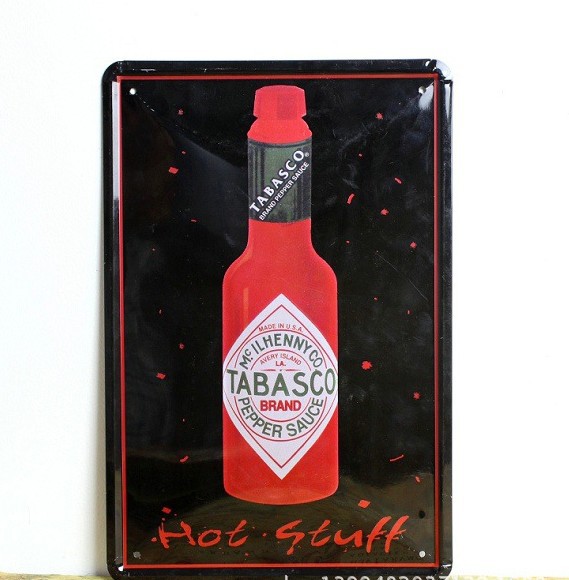 TABASCO®
BRAND PEPPER SAUCE
MADE IN U.S.A.
McILHENNY CO.
AVERY ISLAND
LA.
TABASCO
BRAND
PEPPER SAUCE
Hot Stuff